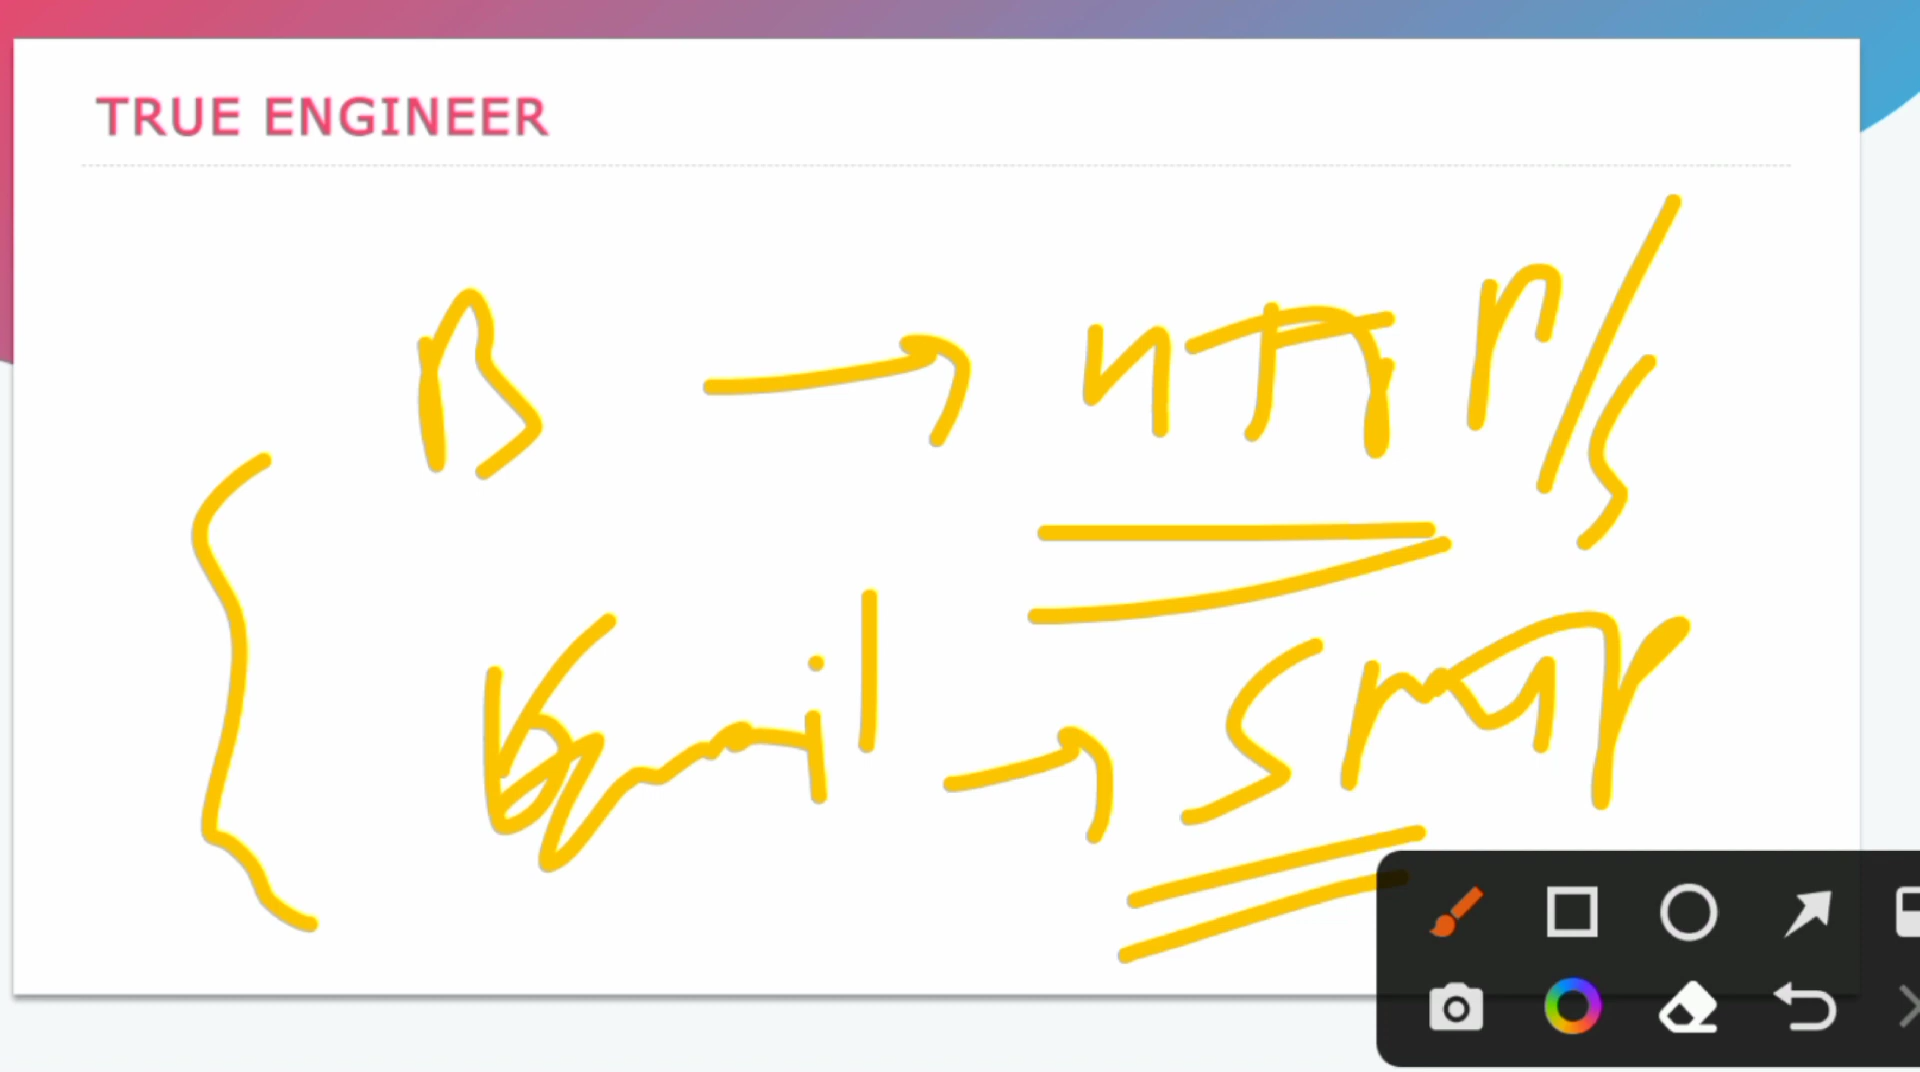 TRUE ENGINEER
B → HTTP/S
Email → SMTP